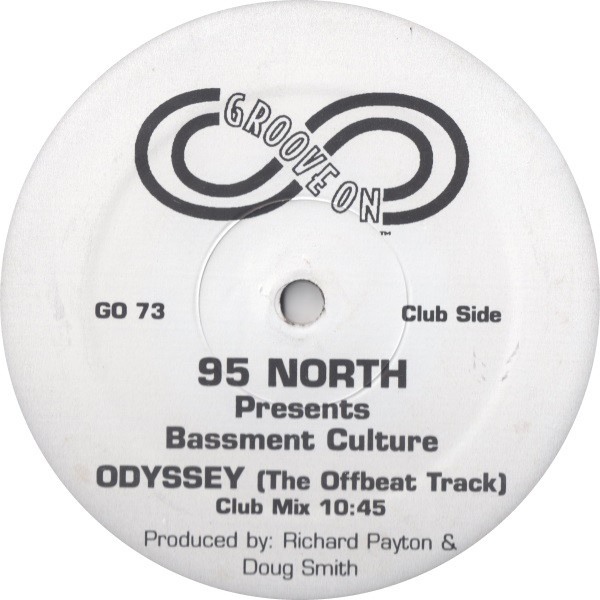 GROOVE ON
™
GO 73
Club Side
95 NORTH
Presents
Bassment Culture
ODYSSEY (The Offbeat Track)
Club Mix 10:45
Produced by: Richard Payton &
Doug Smith